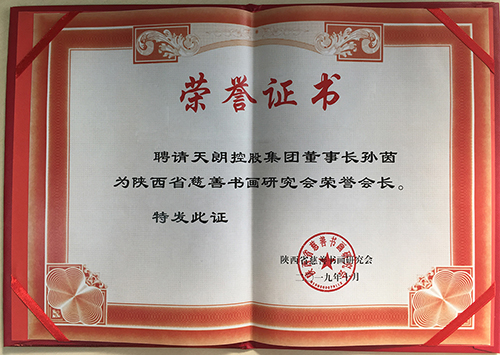 荣誉证书
聘请天朗控股集团董事长孙茵
为陕西省慈善书画研究会荣誉会长。
特发此证
陕西省慈善书画研究会